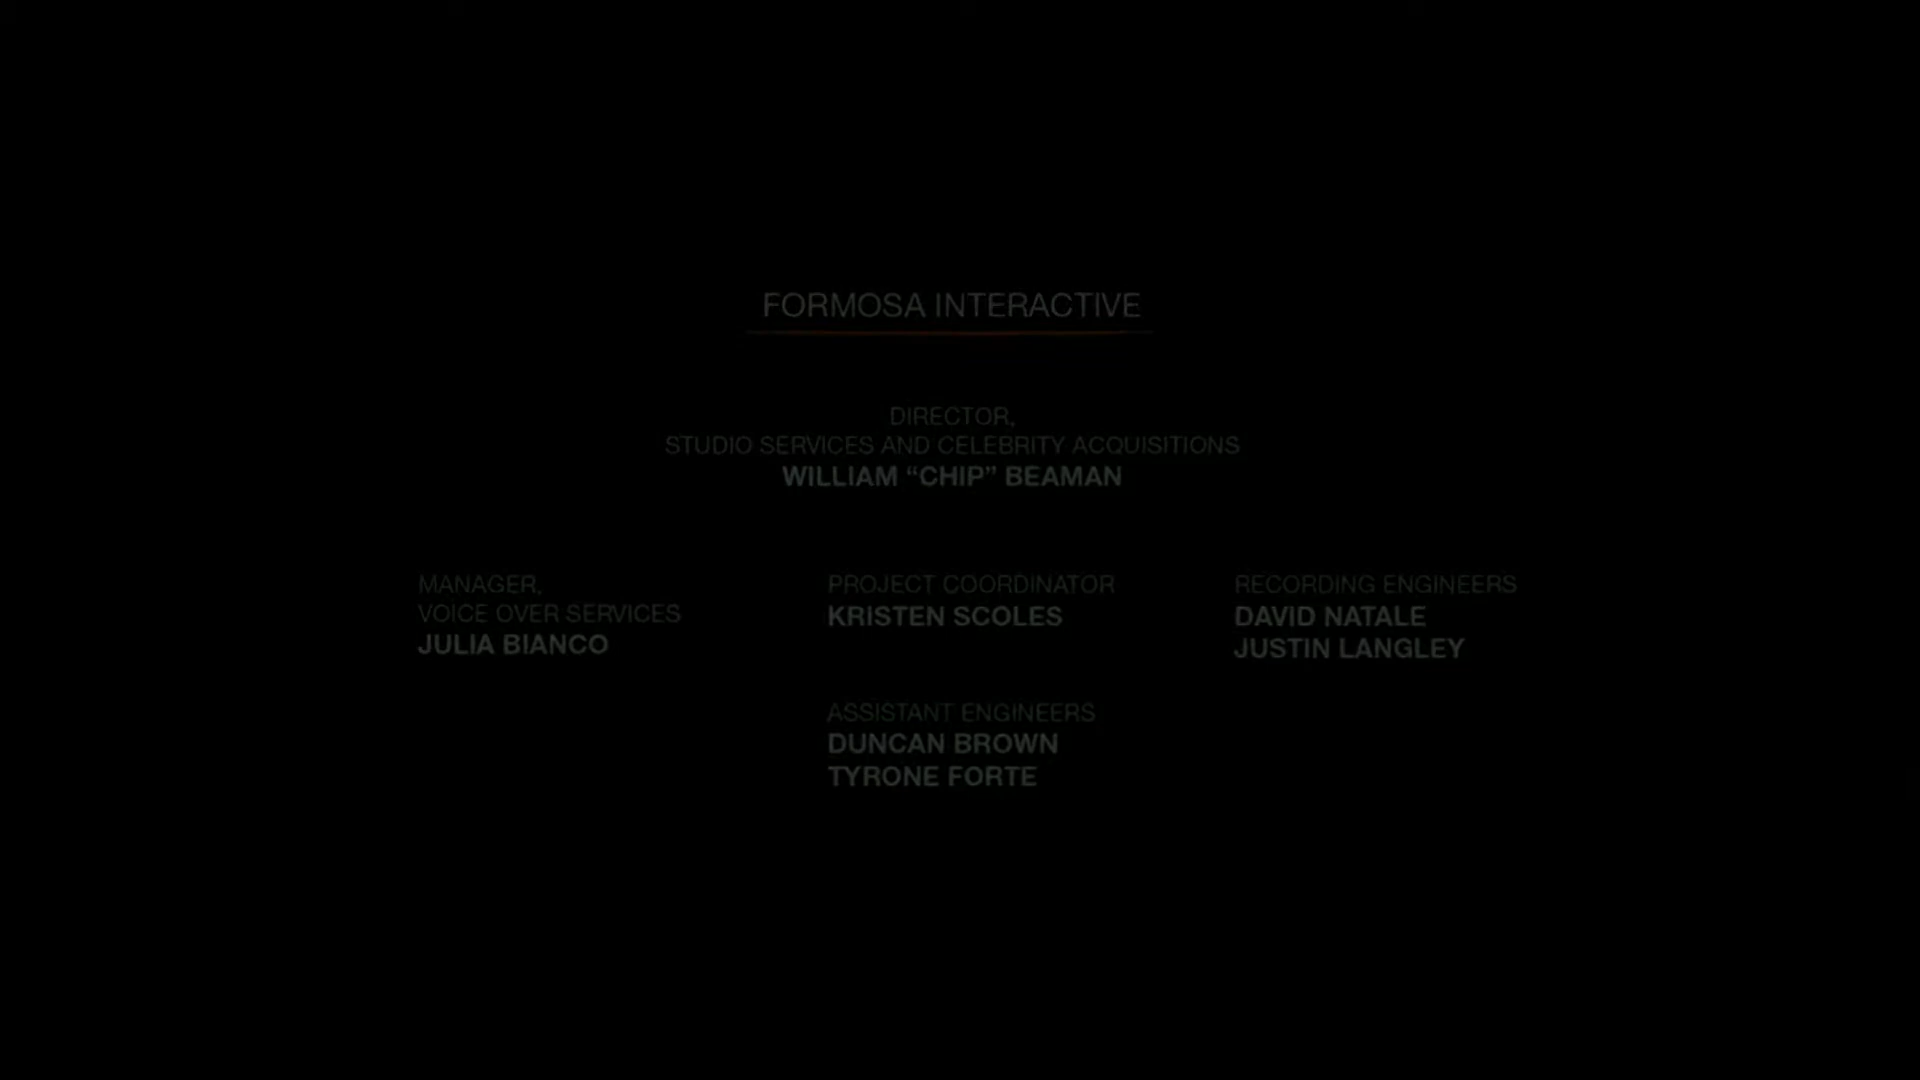 FORMOSA INTERACTIVE
DIRECTOR,
STUDIO SERVICES AND CELEBRITY ACQUISITIONS
WILLIAM “CHIP” BEAMAN
MANAGER,
VOICE OVER SERVICES
JULIA BIANCO
PROJECT COORDINATOR
KRISTEN SCOLES
RECORDING ENGINEERS
DAVID NATALE
JUSTIN LANGLEY
ASSISTANT ENGINEERS
DUNCAN BROWN
TYRONE FORTE